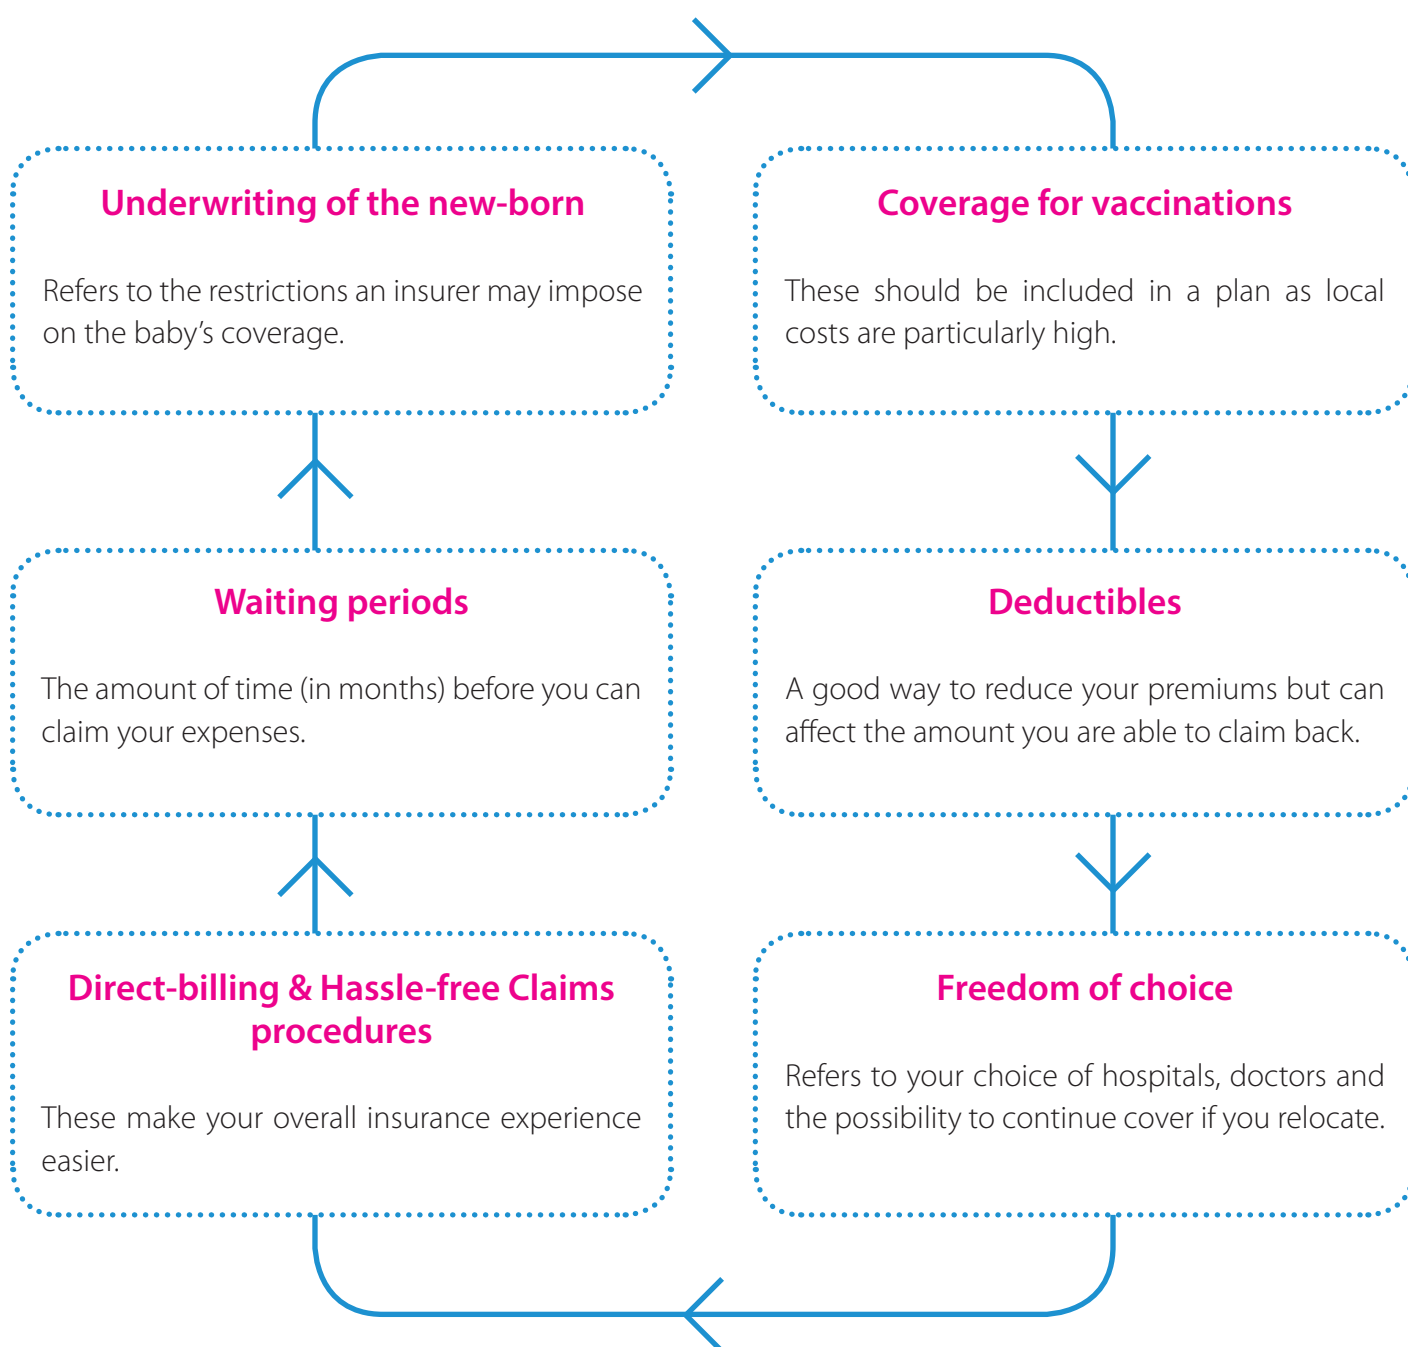 Underwriting of the new-born
Refers to the restrictions an insurer may impose
on the baby's coverage.
Coverage for vaccinations
These should be included in a plan as local
costs are particularly high.
Waiting periods
The amount of time (in months) before you can
claim your expenses.
Deductibles
A good way to reduce your premiums but can
affect the amount you are able to claim back.
Direct-billing & Hassle-free Claims
procedures
These make your overall insurance experience
easier.
Freedom of choice
Refers to your choice of hospitals, doctors and
the possibility to continue cover if you relocate.